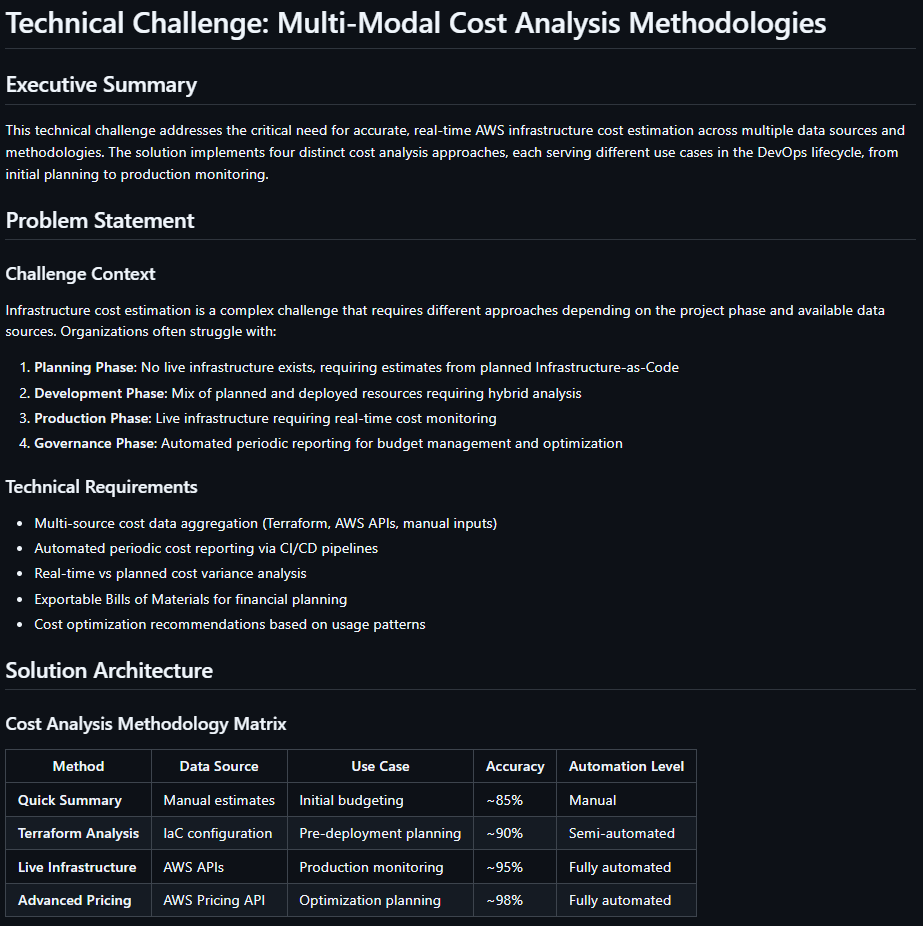 Technical Challenge: Multi-Modal Cost Analysis Methodologies
Executive Summary
This technical challenge addresses the critical need for accurate, real-time AWS infrastructure cost estimation across multiple data sources and
methodologies. The solution implements four distinct cost analysis approaches, each serving different use cases in the DevOps lifecycle, from
initial planning to production monitoring.
Problem Statement
Challenge Context
Infrastructure cost estimation is a complex challenge that requires different approaches depending on the project phase and available data
sources. Organizations often struggle with:
1. Planning Phase: No live infrastructure exists, requiring estimates from planned Infrastructure-as-Code
2. Development Phase: Mix of planned and deployed resources requiring hybrid analysis
3. Production Phase: Live infrastructure requiring real-time cost monitoring
4. Governance Phase: Automated periodic reporting for budget management and optimization
Technical Requirements
• Multi-source cost data aggregation (Terraform, AWS APIs, manual inputs)
• Automated periodic cost reporting via CI/CD pipelines
• Real-time vs planned cost variance analysis
• Exportable Bills of Materials for financial planning
• Cost optimization recommendations based on usage patterns
Solution Architecture
Cost Analysis Methodology Matrix
Method Data Source Use Case Accuracy Automation Level
Quick Summary Manual estimates Initial budgeting ~85% Manual
Terraform Analysis IaC configuration Pre-deployment planning ~90% Semi-automated
Live Infrastructure AWS APIs Production monitoring ~95% Fully automated
Advanced Pricing AWS Pricing API Optimization planning ~98% Fully automated